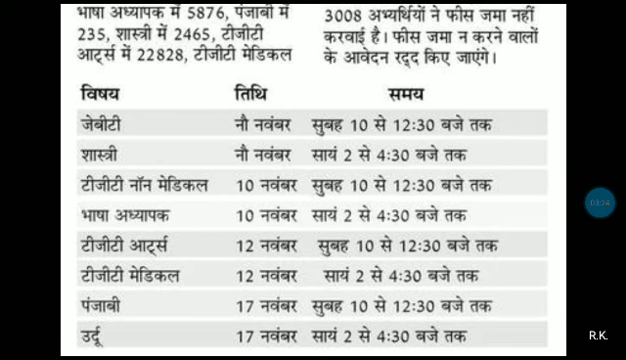 भाषा अध्यापक में 5876, पंजाबी में
235, शास्त्री में 2465, टीजीटी
आर्ट्स में 22828, टीजीटी मेडिकल
3008 अभ्यर्थियों ने फीस जमा नहीं
करवाई है। फीस जमा न करने वालों
के आवेदन रद्द किए जाएंगे।
विषय तिथि समय
जेबीटी नौ नवंबर सुबह 10 से 12:30 बजे तक
शास्त्री नौ नवंबर सायं 2 से 4:30 बजे तक
टीजीटी नॉन मेडिकल 10 नवंबर सुबह 10 से 12:30 बजे तक
भाषा अध्यापक 10 नवंबर सायं 2 से 4:30 बजे तक
टीजीटी आर्ट्स 12 नवंबर सुबह 10 से 12:30 बजे तक
टीजीटी मेडिकल 12 नवंबर सायं 2 से 4:30 बजे तक
पंजाबी 17 नवंबर सुबह 10 से 12:30 बजे तक
उर्दू 17 नवंबर सायं 2 से 4:30 बजे तक
03:24
R.K.